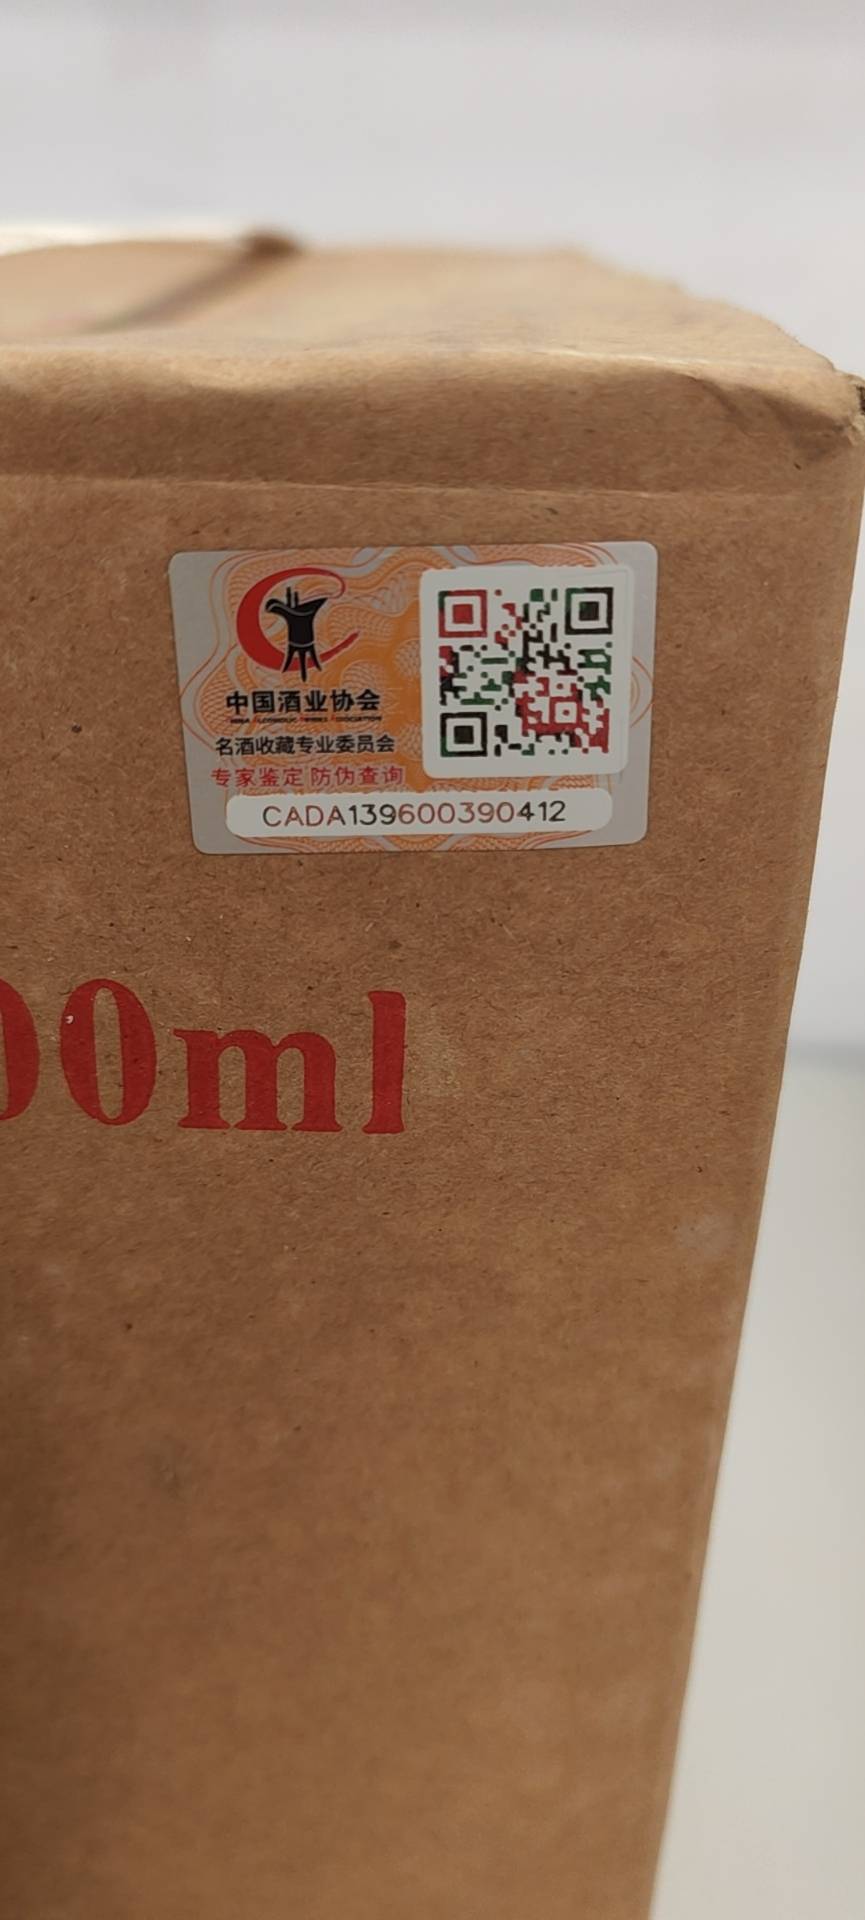 中国酒业协会
名酒收藏专业委员会
专家鉴定 防伪查询
CADA139600390412
00ml